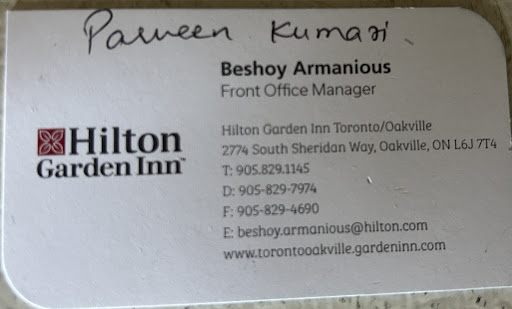 Parveen Kumari.
Beshoy Armanious
Front Office Manager
Hilton
Garden Inn™
Hilton Garden Inn Toronto/Oakville
2774 South Sheridan Way, Oakville, ON L6J 7T4
T: 905.829.1145
D: 905-829-7974
F: 905-829-4690
E: beshoy.armanious@hilton.com
www.torontooakville.gardeninn.com